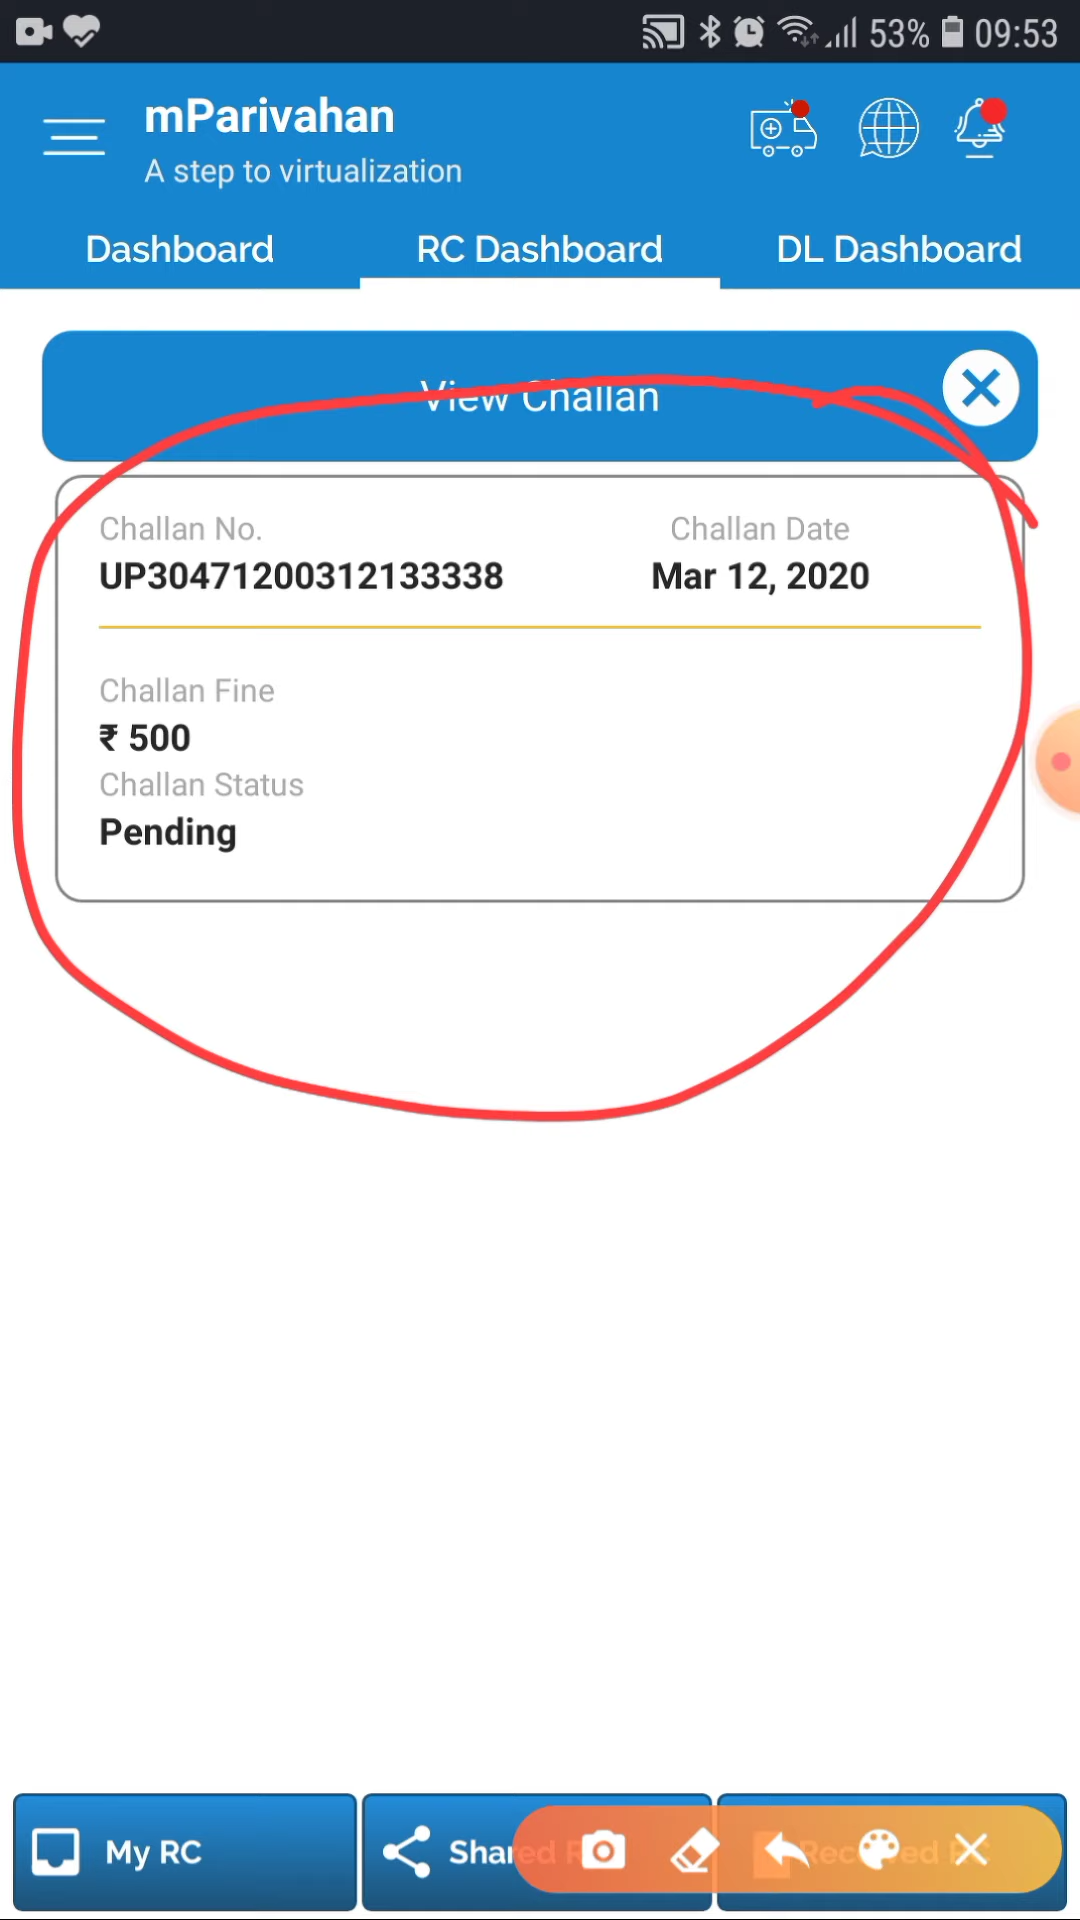 53% 09:53
mParivahan
A step to virtualization
Dashboard RC Dashboard DL Dashboard
View Challan
Challan No. Challan Date
UP30471200312133338 Mar 12, 2020
Challan Fine
₹ 500
Challan Status
Pending
My RC Shared